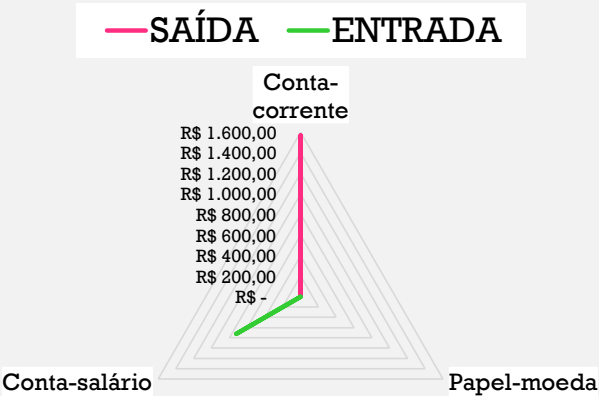 SAÍDA ENTRADA
Conta-
corrente
R$ 1.600,00
R$ 1.400,00
R$ 1.200,00
R$ 1.000,00
R$ 800,00
R$ 600,00
R$ 400,00
R$ 200,00
R$ -
Conta-salário Papel-moeda